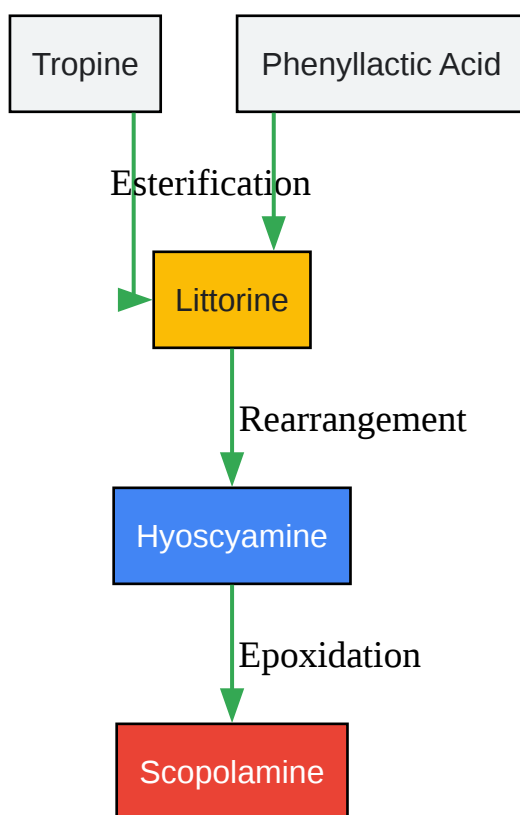 Tropine
Phenyllactic Acid
Esterification
Littorine
Rearrangement
Hyoscyamine
Epoxidation
Scopolamine